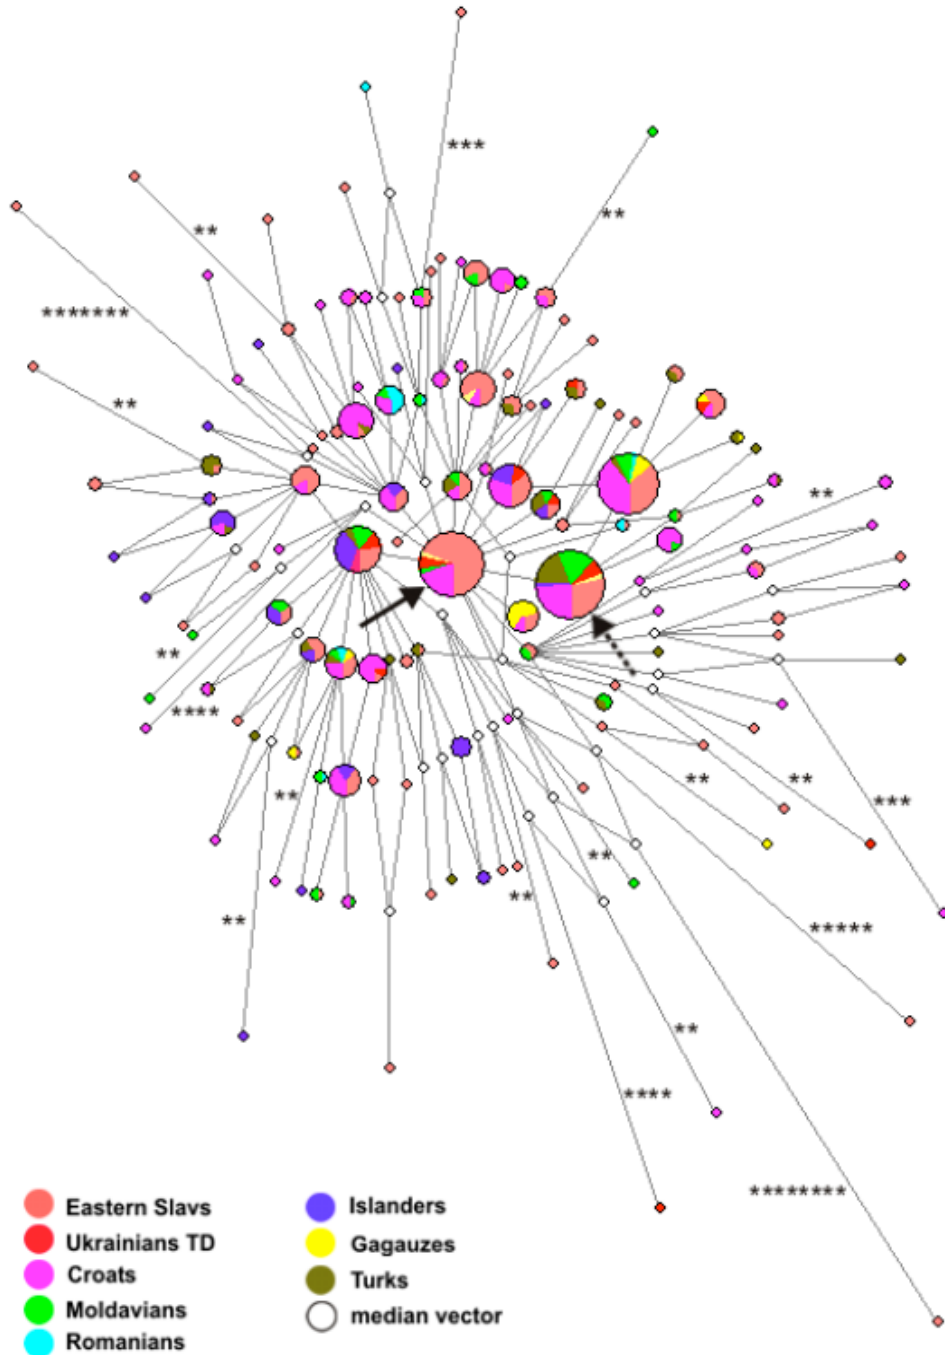 ***
**
**
*******
**
**
**
****
**
**
**
***
**
**
**
*****
**
****
********
Eastern Slavs
Ukrainians TD
Croats
Moldavians
Romanians
Islanders
Gagauzes
Turks
median vector